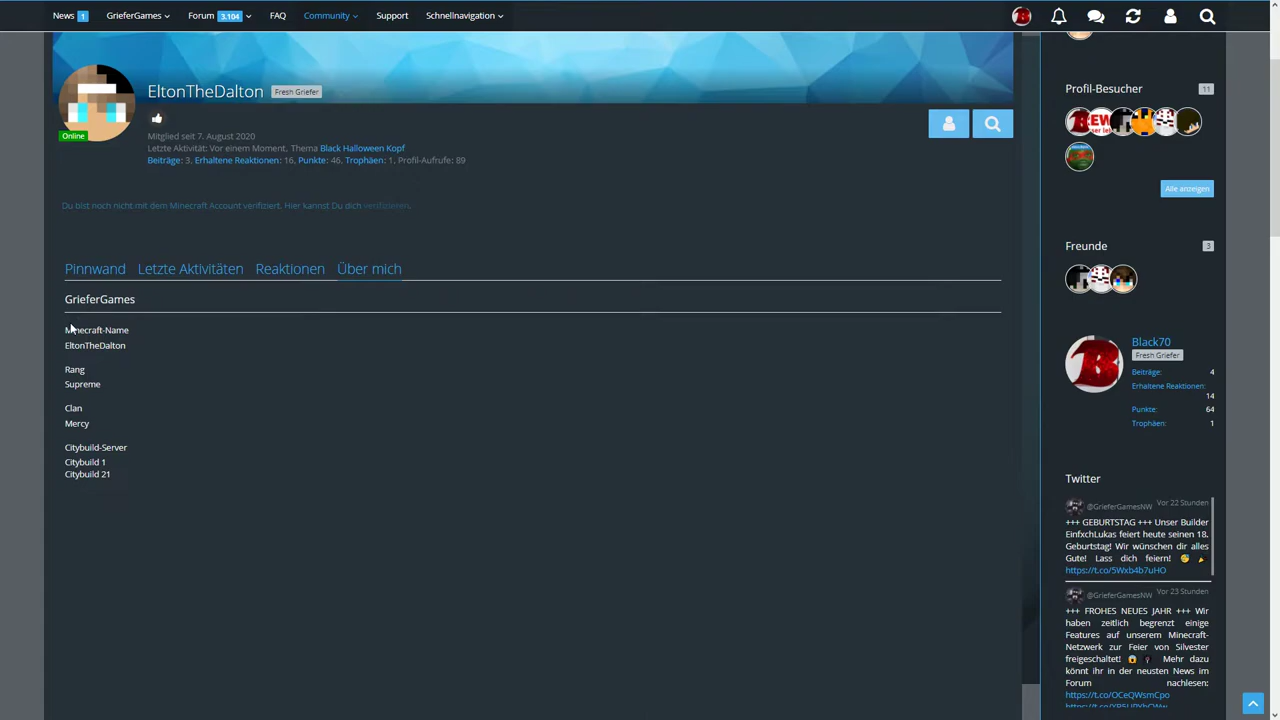 News 1 GrieferGames Forum 3.104 FAQ Community Support Schnellnavigation
EltonTheDalton Fresh Griefer
Online
Mitglied seit 7. August 2020
Letzte Aktivität: Vor einem Moment, Thema Black Halloween Kopf
Beiträge: 3, Erhaltene Reaktionen: 16, Punkte: 46, Trophäen: 1, Profil-Aufrufe: 89
Du bist noch nicht mit dem Minecraft Account verifiziert. Hier kannst Du dich verifizieren.
Pinnwand Letzte Aktivitäten Reaktionen Über mich
GrieferGames
Minecraft-Name
EltonTheDalton
Rang
Supreme
Clan
Mercy
Citybuild-Server
Citybuild 1
Citybuild 21
Profil-Besucher 11
Alle anzeigen
Freunde 3
Black70
Fresh Griefer
Beiträge: 4
Erhaltene Reaktionen:
14
Punkte: 64
Trophäen: 1
Twitter
@GrieferGamesNW Vor 22 Stunden
+++ GEBURTSTAG +++ Unser Builder
EinfxchLukas feiert heute seinen 18.
Geburtstag! Wir wünschen dir alles
Gute! Lass dich feiern!
https://t.co/5Wxb4b7uHO
@GrieferGamesNW Vor 23 Stunden
+++ FROHES NEUES JAHR +++ Wir
haben zeitlich begrenzt einige
Features auf unserem Minecraft-
Netzwerk zur Feier von Silvester
freigeschaltet! Mehr dazu
könnt ihr in der neusten News im
Forum nachlesen:
https://t.co/OCeQWsmCpo